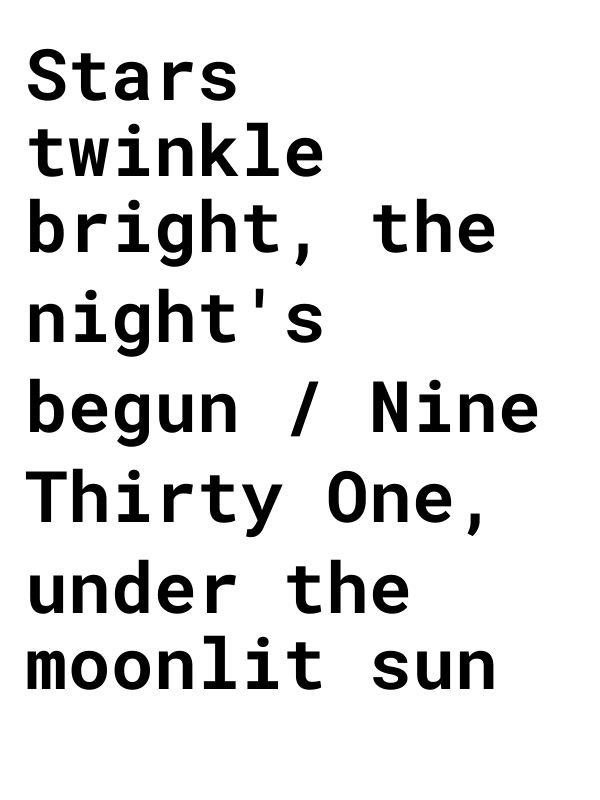 Stars
twinkle
bright, the
night's
begun / Nine
Thirty One,
under the
moonlit sun